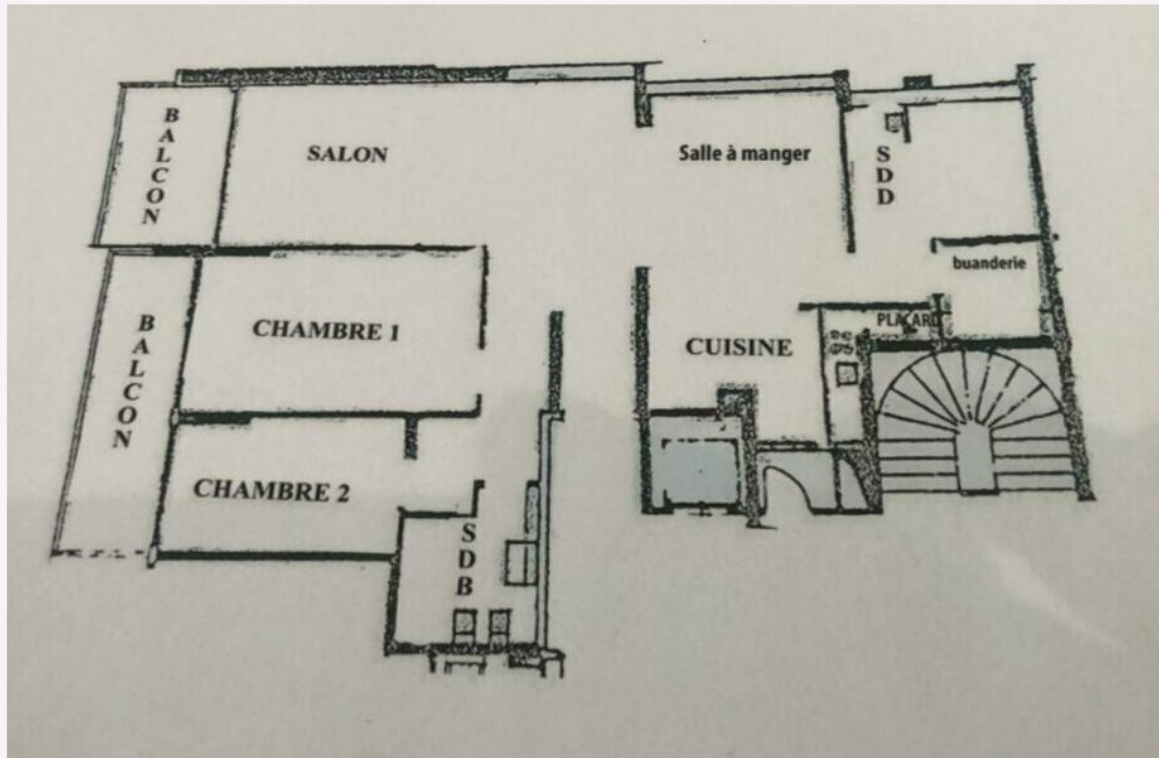 BALCON
SALON
Salle à manger
SDD
buanderie
BALCON
CHAMBRE 1
PLACARD
CUISINE
CHAMBRE 2
SDB